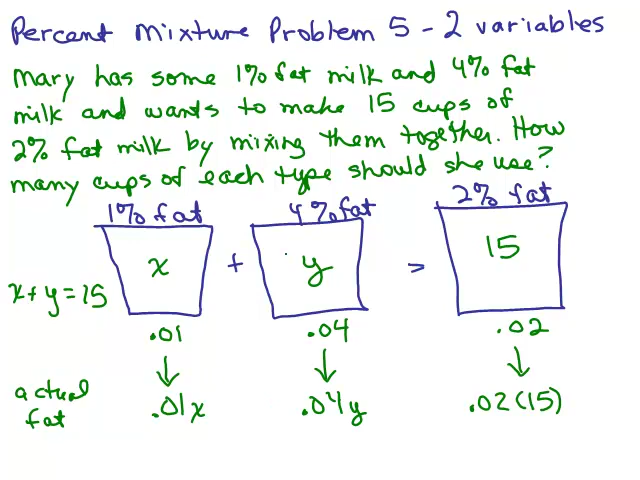 Percent Mixture Problem 5 - 2 variables
Mary has some 1% fat milk and 4% fat
milk and wants to make 15 cups of
2% fat milk by mixing them together. How
many cups of each type should she use?
1% fat 4% fat 2% fat
x + y = 15
x + y = 15
.01 .04 .02
actual
fat
.01x .04y .02(15)